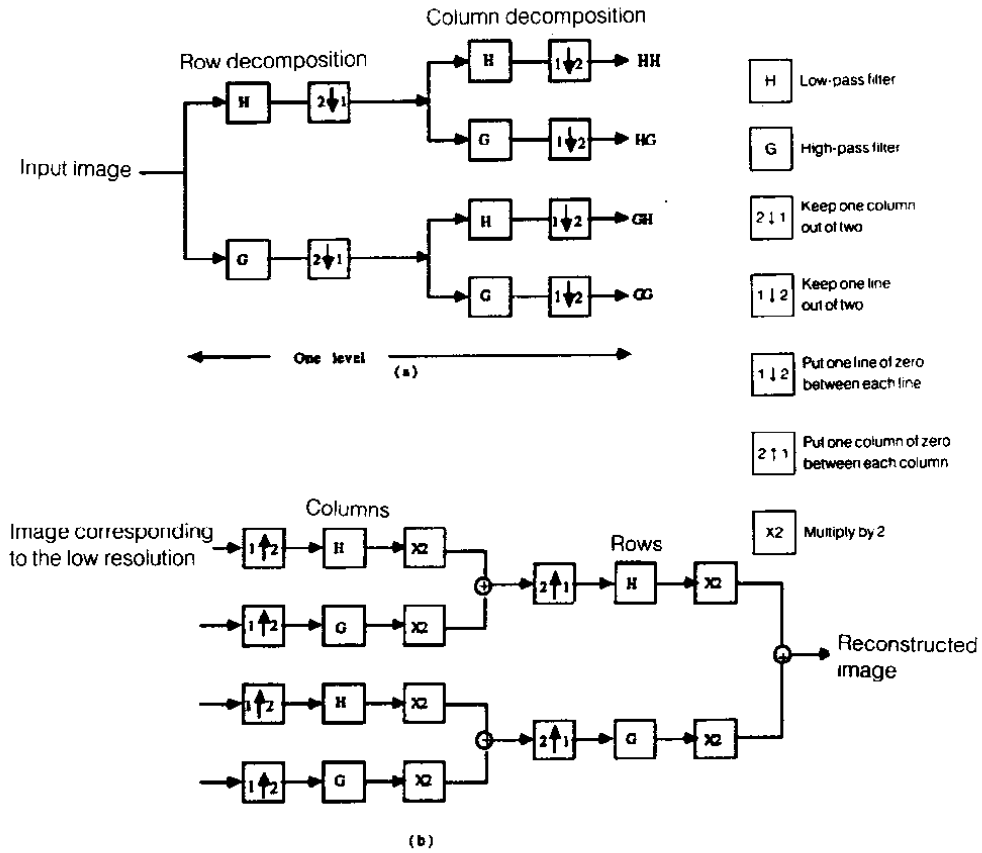 Column decomposition
Row decomposition
H 1↓2 HH
H 2↓1
G 1↓2 HG
Input image
H 1↓2 GH
G 2↓1
G 1↓2 GG
One level
(a)
H Low-pass filter
G High-pass filter
2↓1 Keep one column
out of two
1↓2 Keep one line
out of two
1↓2 Put one line of zero
between each line
2↑1 Put one column of zero
between each column
X2 Multiply by 2
Columns
Image corresponding
to the low resolution
1↑2 H X2
Rows
2↑1 H X2
1↑2 G X2
Reconstructed
image
1↑2 H X2
2↑1 G X2
1↑2 G X2
(b)